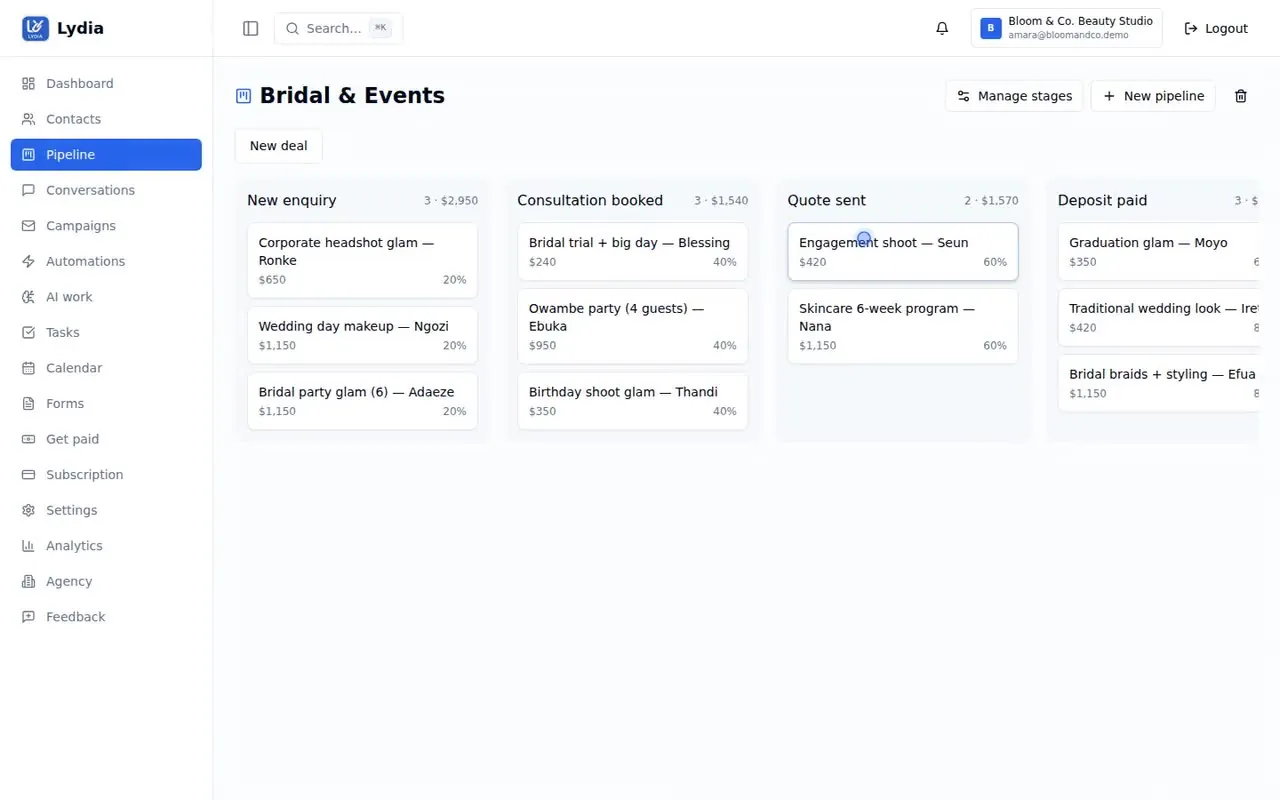 Lydia
LYDIA
Search... ⌘K
B
Bloom & Co. Beauty Studio
amara@bloomandco.demo
Logout
Dashboard
Contacts
Pipeline
Conversations
Campaigns
Automations
AI work
Tasks
Calendar
Forms
Get paid
Subscription
Settings
Analytics
Agency
Feedback
Bridal & Events
Manage stages
New pipeline
New deal
New enquiry 3 · $2,950
Corporate headshot glam —
Ronke
$650 20%
Wedding day makeup — Ngozi
$1,150 20%
Bridal party glam (6) — Adaeze
$1,150 20%
Consultation booked 3 · $1,540
Bridal trial + big day — Blessing
$240 40%
Owambe party (4 guests) —
Ebuka
$950 40%
Birthday shoot glam — Thandi
$350 40%
Quote sent 2 · $1,570
Engagement shoot — Seun
$420 60%
Skincare 6-week program —
Nana
$1,150 60%
Deposit paid 3 · $
Graduation glam — Moyo
$350
Traditional wedding look —
$420 8
Bridal braids + styling — Efua
$1,150 8